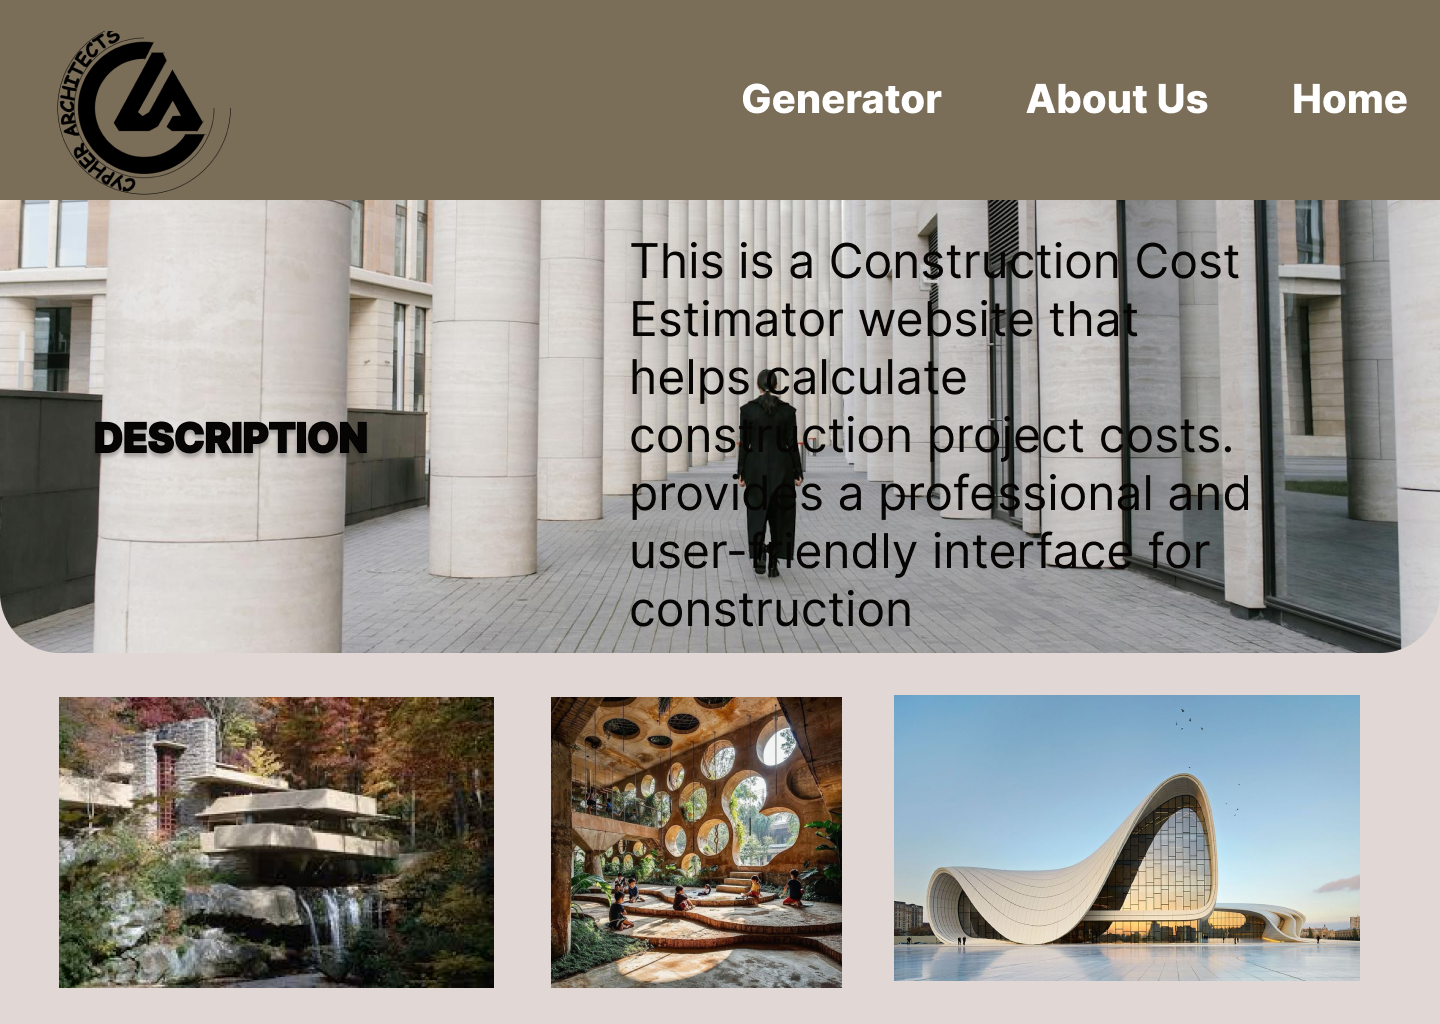 CYPHER ARCHITECTS
Generator About Us Home
This is a Construction Cost
Estimator website that
helps calculate
construction project costs.
provides a professional and
user-friendly interface for
construction
DESCRIPTION